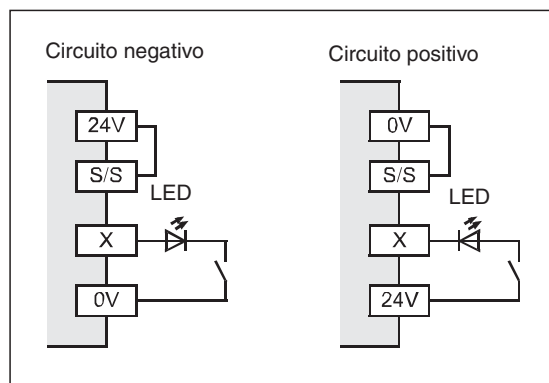 Circuito negativo
24V
S/S
LED
X
0V
Circuito positivo
0V
S/S
LED
X
24V